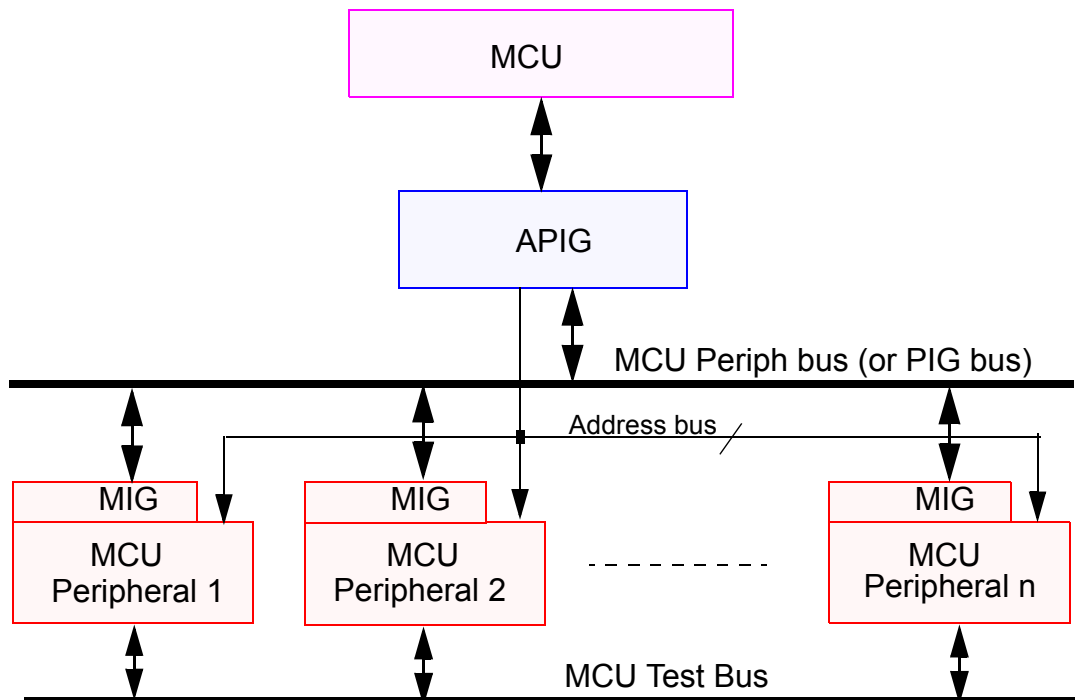 MCU
APIG
MCU Periph bus (or PIG bus)
Address bus
MIG
MCU
Peripheral 1
MIG
MCU
Peripheral 2
MIG
MCU
Peripheral n
MCU Test Bus